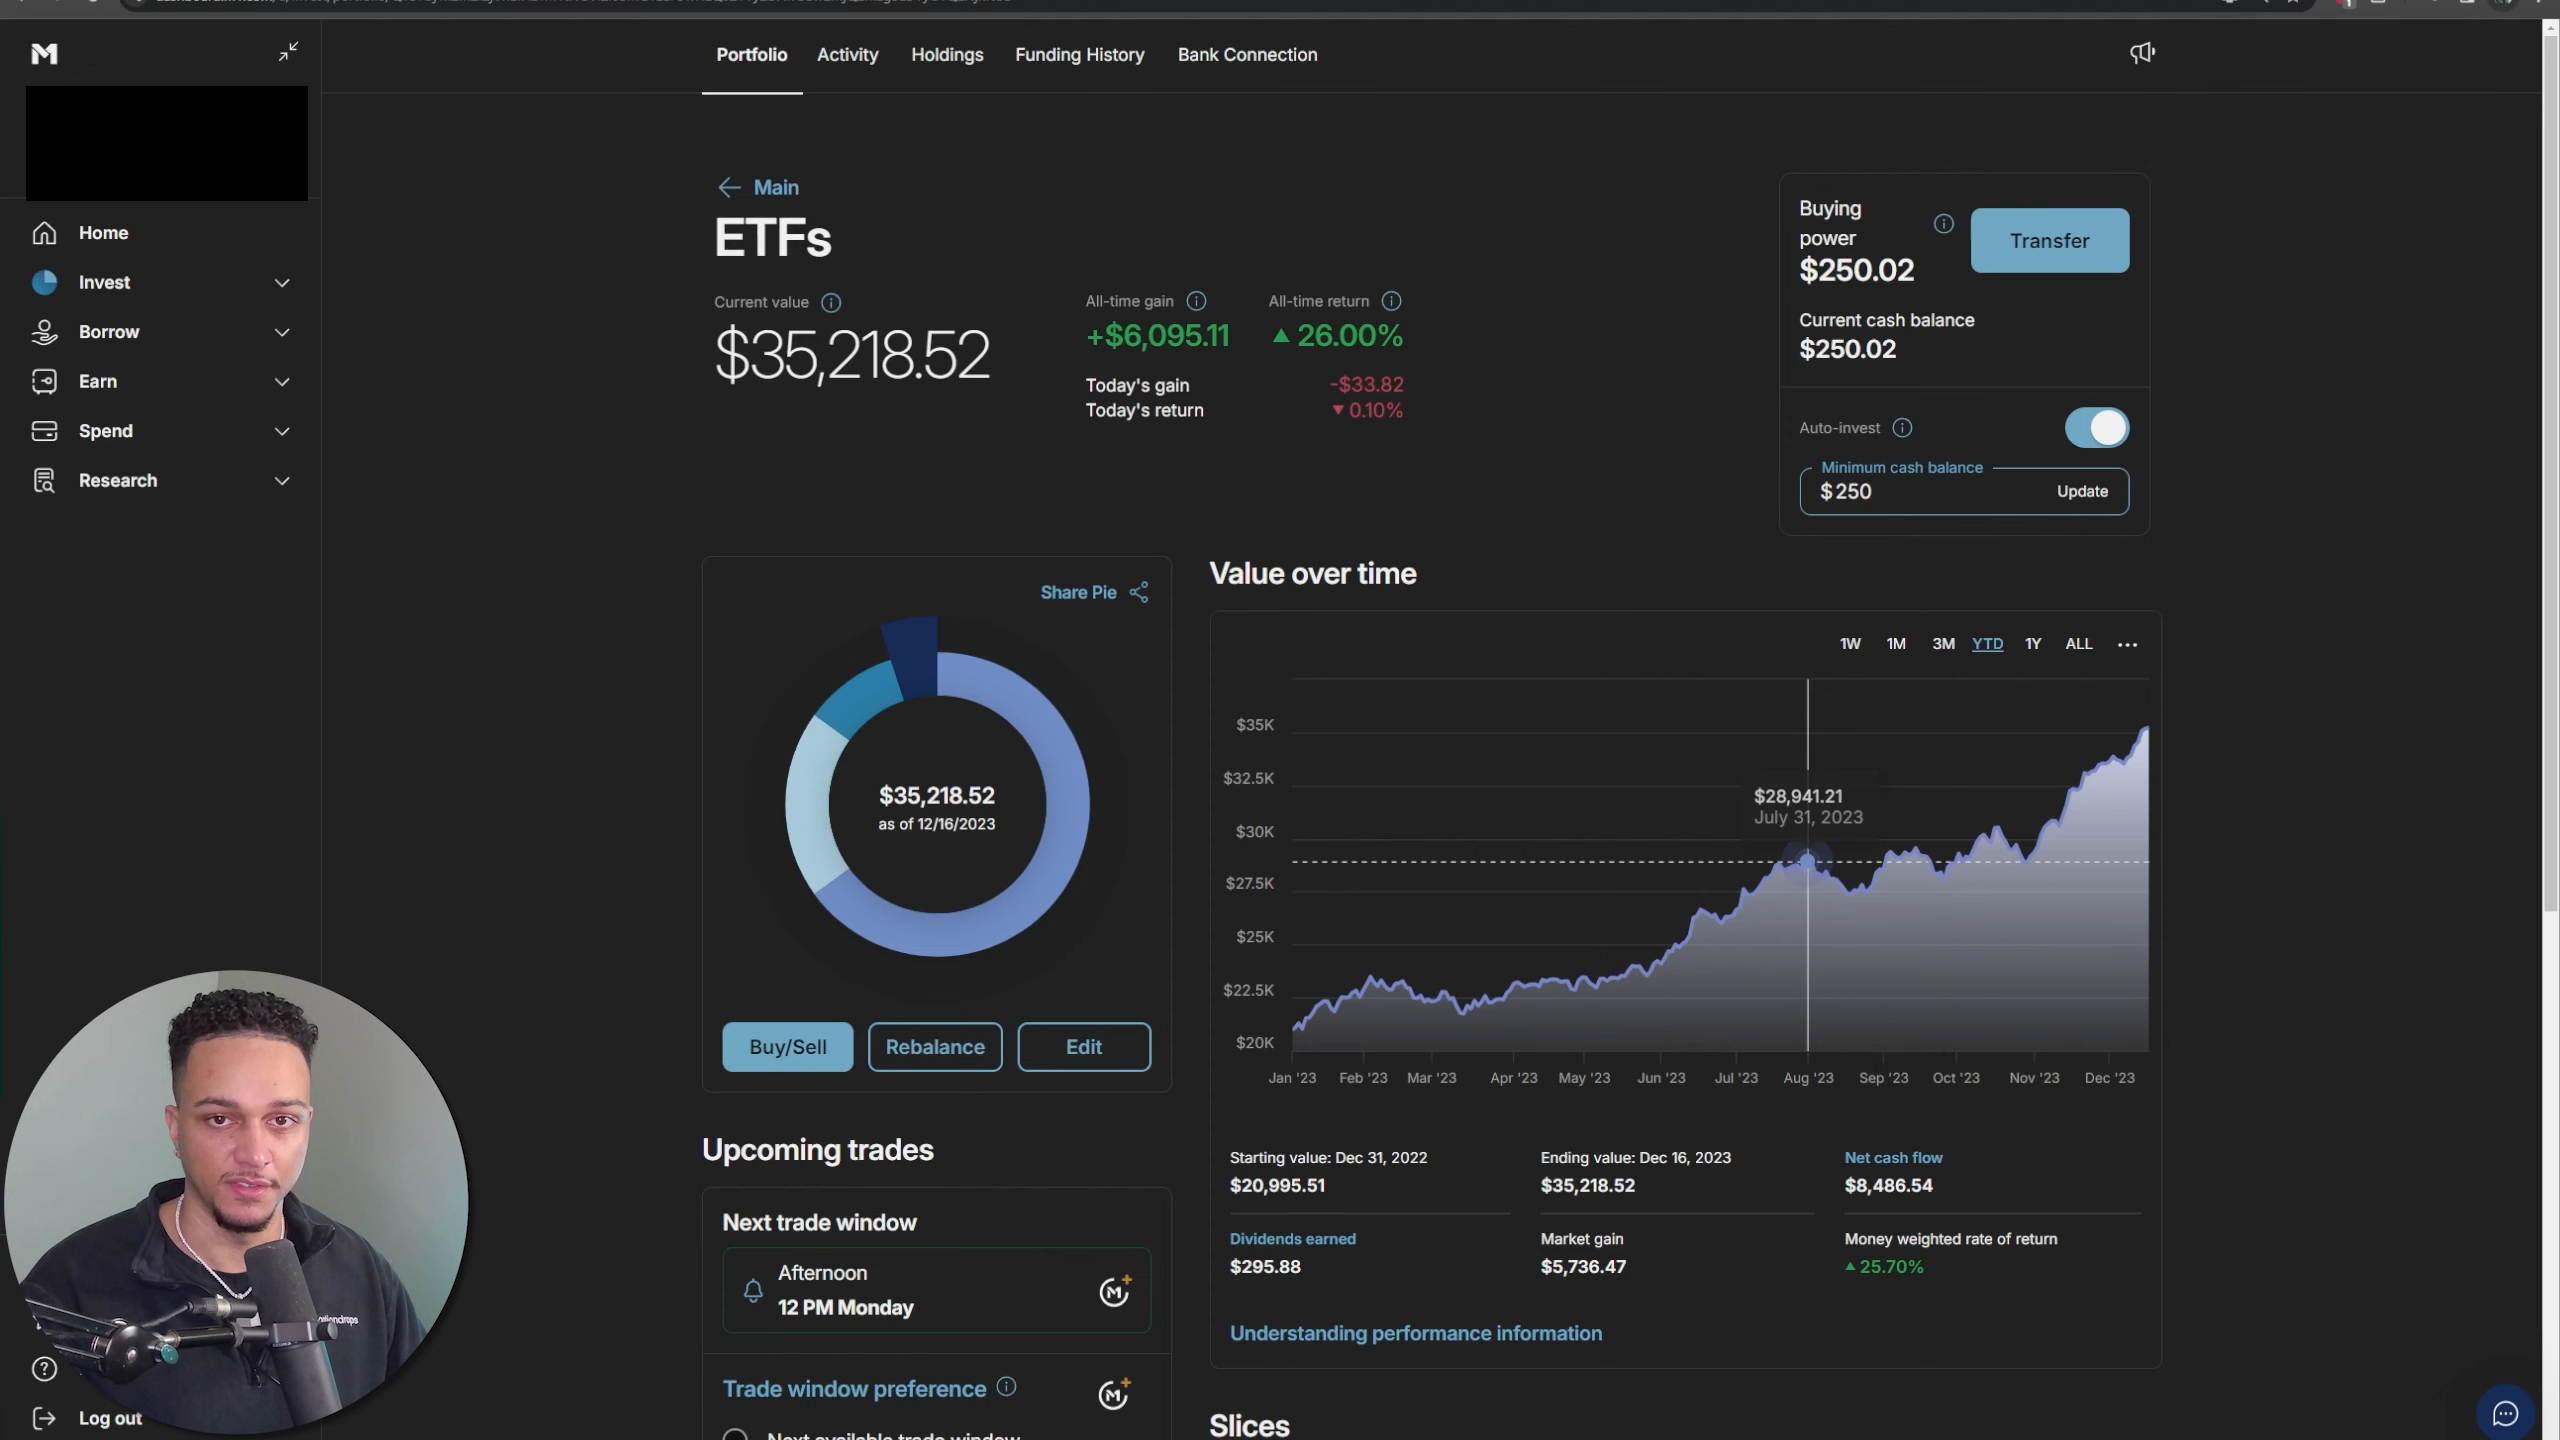 Portfolio Activity Holdings Funding History Bank Connection
Home
Invest
Borrow
Earn
Spend
Research
Log out
Main
ETFs
Current value
$35,218.52
All-time gain
+$6,095.11
All-time return
▲ 26.00%
Today's gain -$33.82
Today's return ▼ 0.10%
Buying
power
$250.02
Transfer
Current cash balance
$250.02
Auto-invest
Minimum cash balance
$250 Update
Share Pie
$35,218.52
as of 12/16/2023
Buy/Sell Rebalance Edit
Upcoming trades
Next trade window
Afternoon
12 PM Monday
Trade window preference
Next available trade window
Value over time
1W 1M 3M YTD 1Y ALL ...
$35K
$32.5K
$30K
$27.5K
$25K
$22.5K
$20K
$28,941.21
July 31, 2023
Jan '23 Feb '23 Mar '23 Apr '23 May '23 Jun '23 Jul '23 Aug '23 Sep '23 Oct '23 Nov '23 Dec '23
Starting value: Dec 31, 2022
$20,995.51
Ending value: Dec 16, 2023
$35,218.52
Net cash flow
$8,486.54
Dividends earned
$295.88
Market gain
$5,736.47
Money weighted rate of return
▲ 25.70%
Understanding performance information
Slices